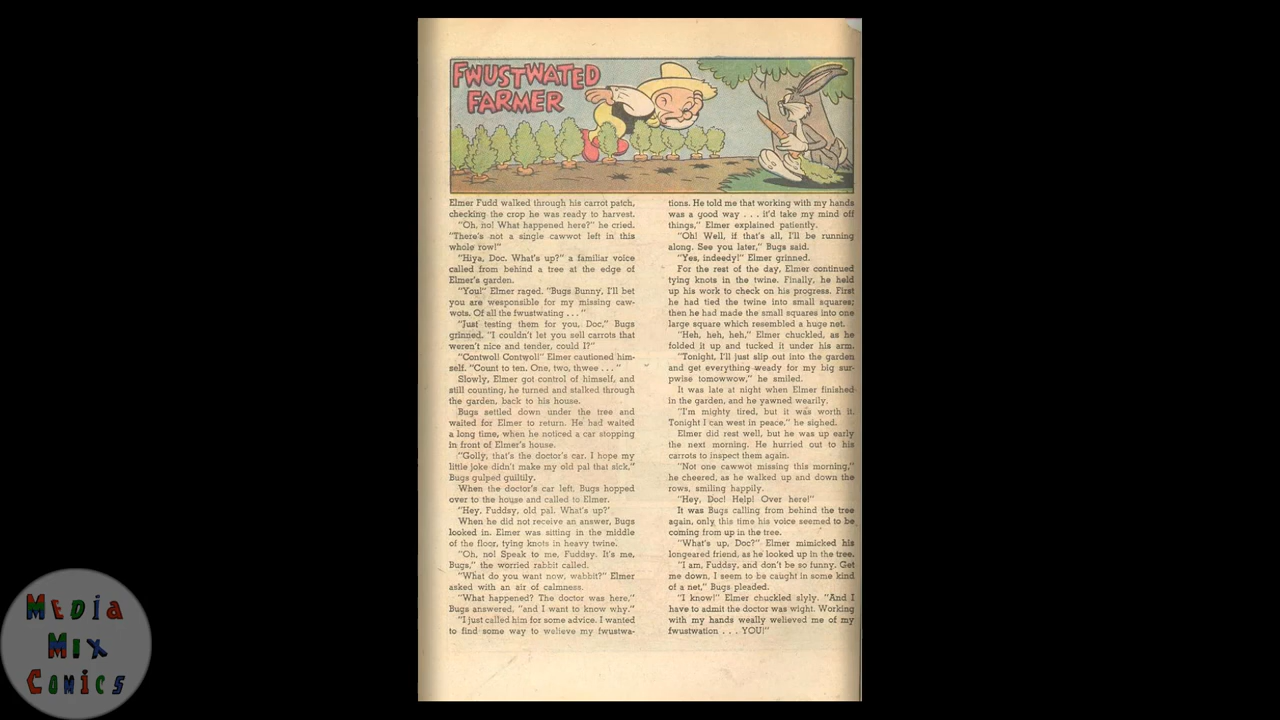 FWUSTWATED
FARMER
Elmer Fudd walked through his carrot patch,
checking the crop he was ready to harvest.
"Oh, no! What happened here?" he cried.
"There's not a single cawwot left in this
whole row!"
"Hiya, Doc. What's up?" a familiar voice
called from behind a tree at the edge of
Elmer's garden.
"You!" Elmer raged. "Bugs Bunny, I'll bet
you are wesponsible for my missing caw-
wots. Of all the fwustwating . . . "
"Just testing them for you, Doc," Bugs
grinned. "I couldn't let you sell carrots that
weren't nice and tender, could I?"
"Contwoll Contwoll" Elmer cautioned him-
self. "Count to ten. One, two, thwee . . . "
Slowly, Elmer got control of himself, and
still counting, he turned and stalked through
the garden, back to his house.
Bugs settled down under the tree and
waited for Elmer to return. He had waited
a long time, when he noticed a car stopping
in front of Elmer's house.
"Golly, that's the doctor's car. I hope my
little joke didn't make my old pal that sick,"
Bugs gulped guiltily.
When the doctor's car left, Bugs hopped
over to the house and called to Elmer.
"Hey, Fuddsy, old pal. What's up?"
When he did not receive an answer, Bugs
looked in. Elmer was sitting in the middle
of the floor, tying knots in heavy twine.
"Oh, no! Speak to me, Fuddsy. It's me,
Bugs," the worried rabbit called.
"What do you want now, wabbit?" Elmer
asked with an air of calmness.
"What happened? The doctor was here,"
Bugs answered, "and I want to know why."
"I just called him for some advice. I wanted
to find some way to welieve my fwustwa-
tions. He told me that working with my hands
was a good way . . . it'd take my mind off
things," Elmer explained patiently.
"Oh! Well, if that's all, I'll be running
along. See you later," Bugs said.
"Yes, indeedy!" Elmer grinned.
For the rest of the day, Elmer continued
tying knots in the twine. Finally, he held
up his work to check on his progress. First
he had tied the twine into small squares;
then he had made the small squares into one
large square which resembled a huge net.
"Heh, heh, heh," Elmer chuckled, as he
folded it up and tucked it under his arm.
"Tonight, I'll just slip out into the garden
and get everything weady for my big sur-
pwise tomowwow," he smiled.
It was late at night when Elmer finished
in the garden, and he yawned wearily.
"I'm mighty tired, but it was worth it.
Tonight I can west in peace," he sighed.
Elmer did rest well, but he was up early
the next morning. He hurried out to his
carrots to inspect them again.
"Not one cawwot missing this morning,"
he cheered, as he walked up and down the
rows, smiling happily.
"Hey, Doc! Help! Over here!"
It was Bugs calling from behind the tree
again, only this time his voice seemed to be
coming from up in the tree.
"What's up, Doc?" Elmer mimicked his
longeared friend, as he looked up in the tree.
"I am, Fuddsy, and don't be so funny. Get
me down, I seem to be caught in some kind
of a net," Bugs pleaded.
"I know!" Elmer chuckled slyly. "And I
have to admit the doctor was wight. Working
with my hands weally welieved me of my
fwustwation . . . YOU!"
MEDIA
MIX
COMICS